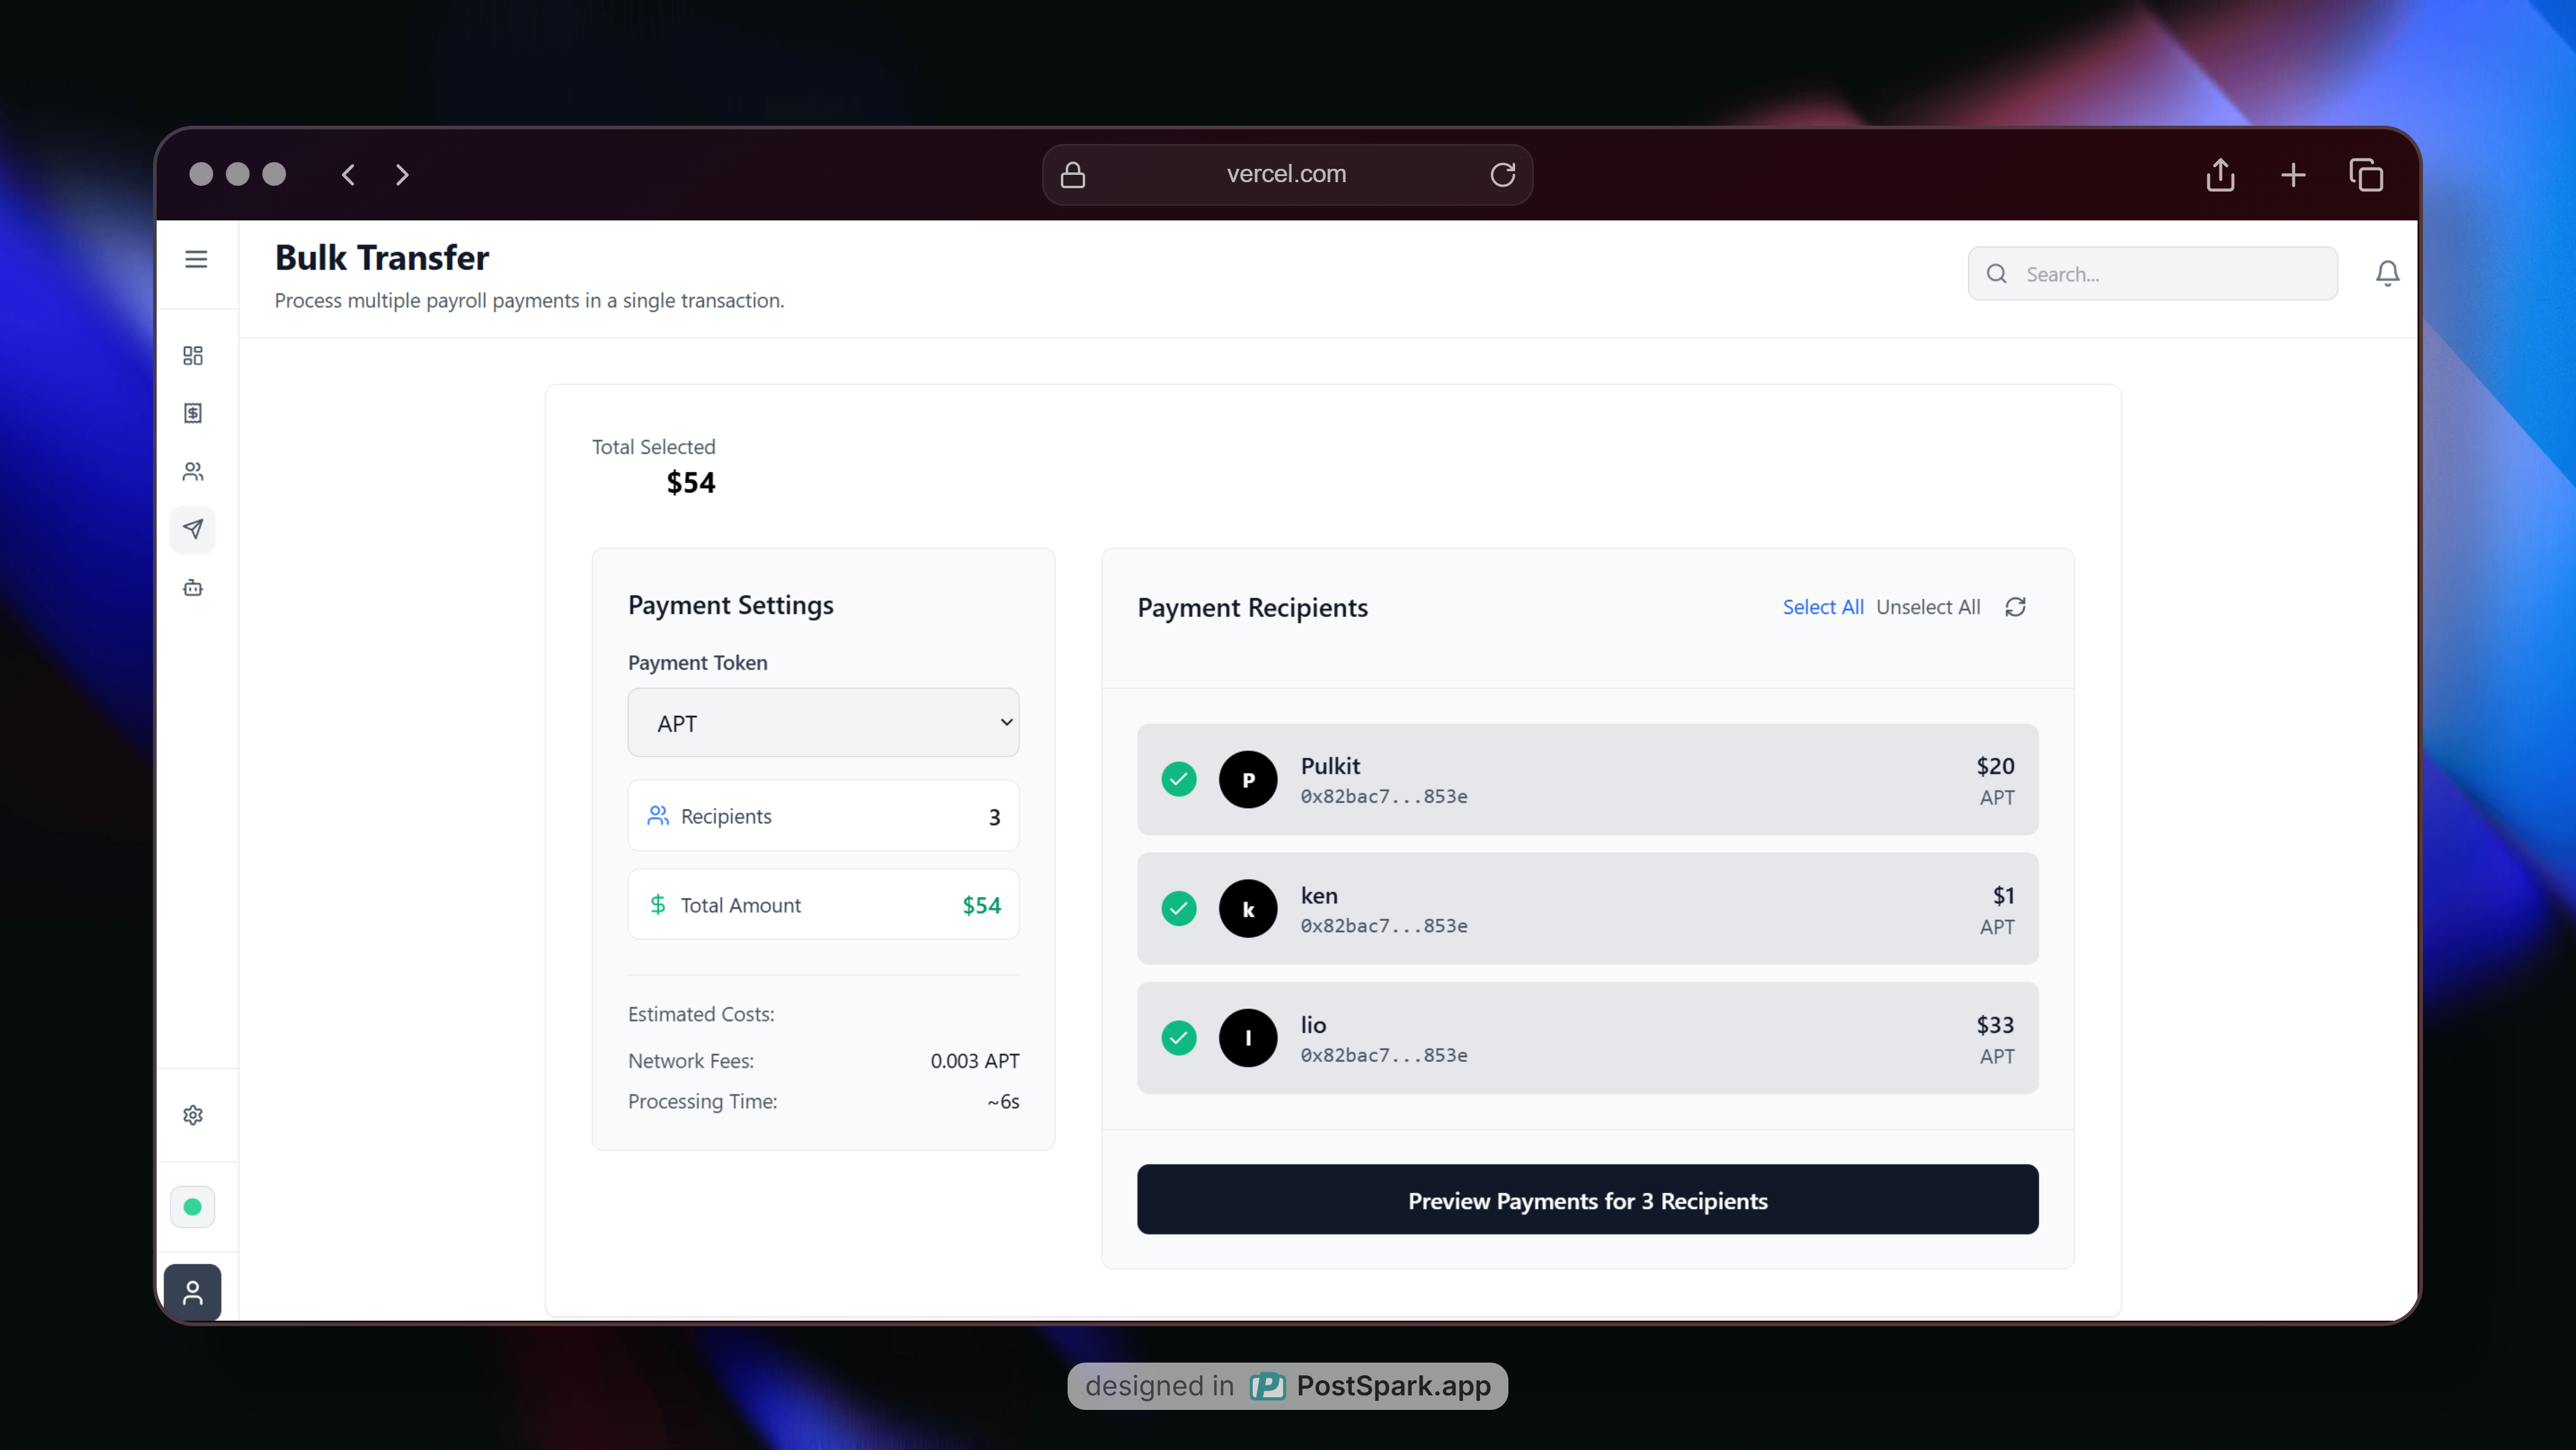 vercel.com
Bulk Transfer
Process multiple payroll payments in a single transaction.
Search...
Total Selected
$54
Payment Settings
Payment Token
APT
Recipients 3
$ Total Amount $54
Estimated Costs:
Network Fees: 0.003 APT
Processing Time: ~6s
Payment Recipients Select All Unselect All
P Pulkit $20
0x82bac7...853e APT
k ken $1
0x82bac7...853e APT
l lio $33
0x82bac7...853e APT
Preview Payments for 3 Recipients
designed in P PostSpark.app